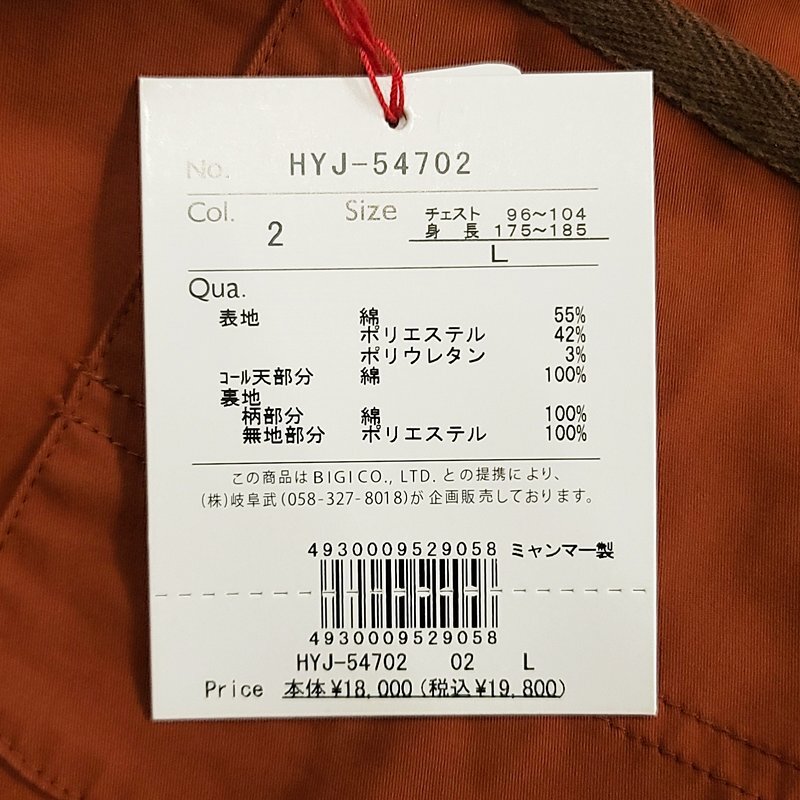 No. HYJ-54702
Col. 2 Size チェスト 96～104
身長 175～185
L
Qua.
表地 綿 55%
ポリエステル 42%
ポリウレタン 3%
コール天部分 綿 100%
裏地
柄部分 綿 100%
無地部分 ポリエステル 100%
この商品はBIGI CO., LTD. との提携により、
(株)岐阜武(058-327-8018)が企画販売しております。
4930009529058 ミャンマー製
4930009529058
HYJ-54702 02 L
Price 本体¥18,000(税込¥19,800)